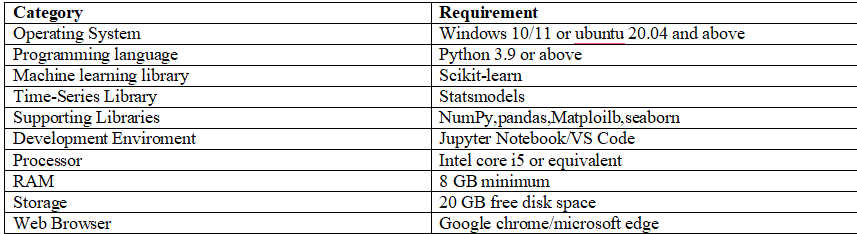 Category Requirement
Operating System Windows 10/11 or ubuntu 20.04 and above
Programming language Python 3.9 or above
Machine learning library Scikit-learn
Time-Series Library Statsmodels
Supporting Libraries NumPy,pandas,Matploilb,seaborn
Development Enviroment Jupyter Notebook/VS Code
Processor Intel core i5 or equivalent
RAM 8 GB minimum
Storage 20 GB free disk space
Web Browser Google chrome/microsoft edge